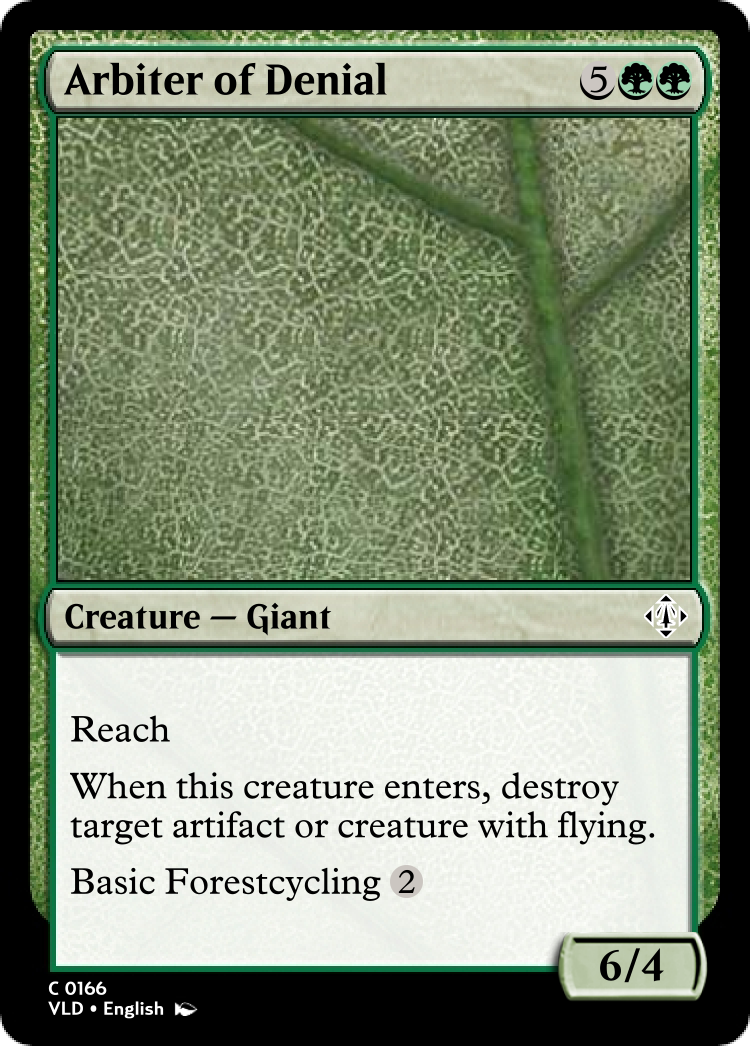 Arbiter of Denial 5
Creature — Giant
Reach
When this creature enters, destroy
target artifact or creature with flying.
Basic Forestcycling 2
6/4
C 0166
VLD • English